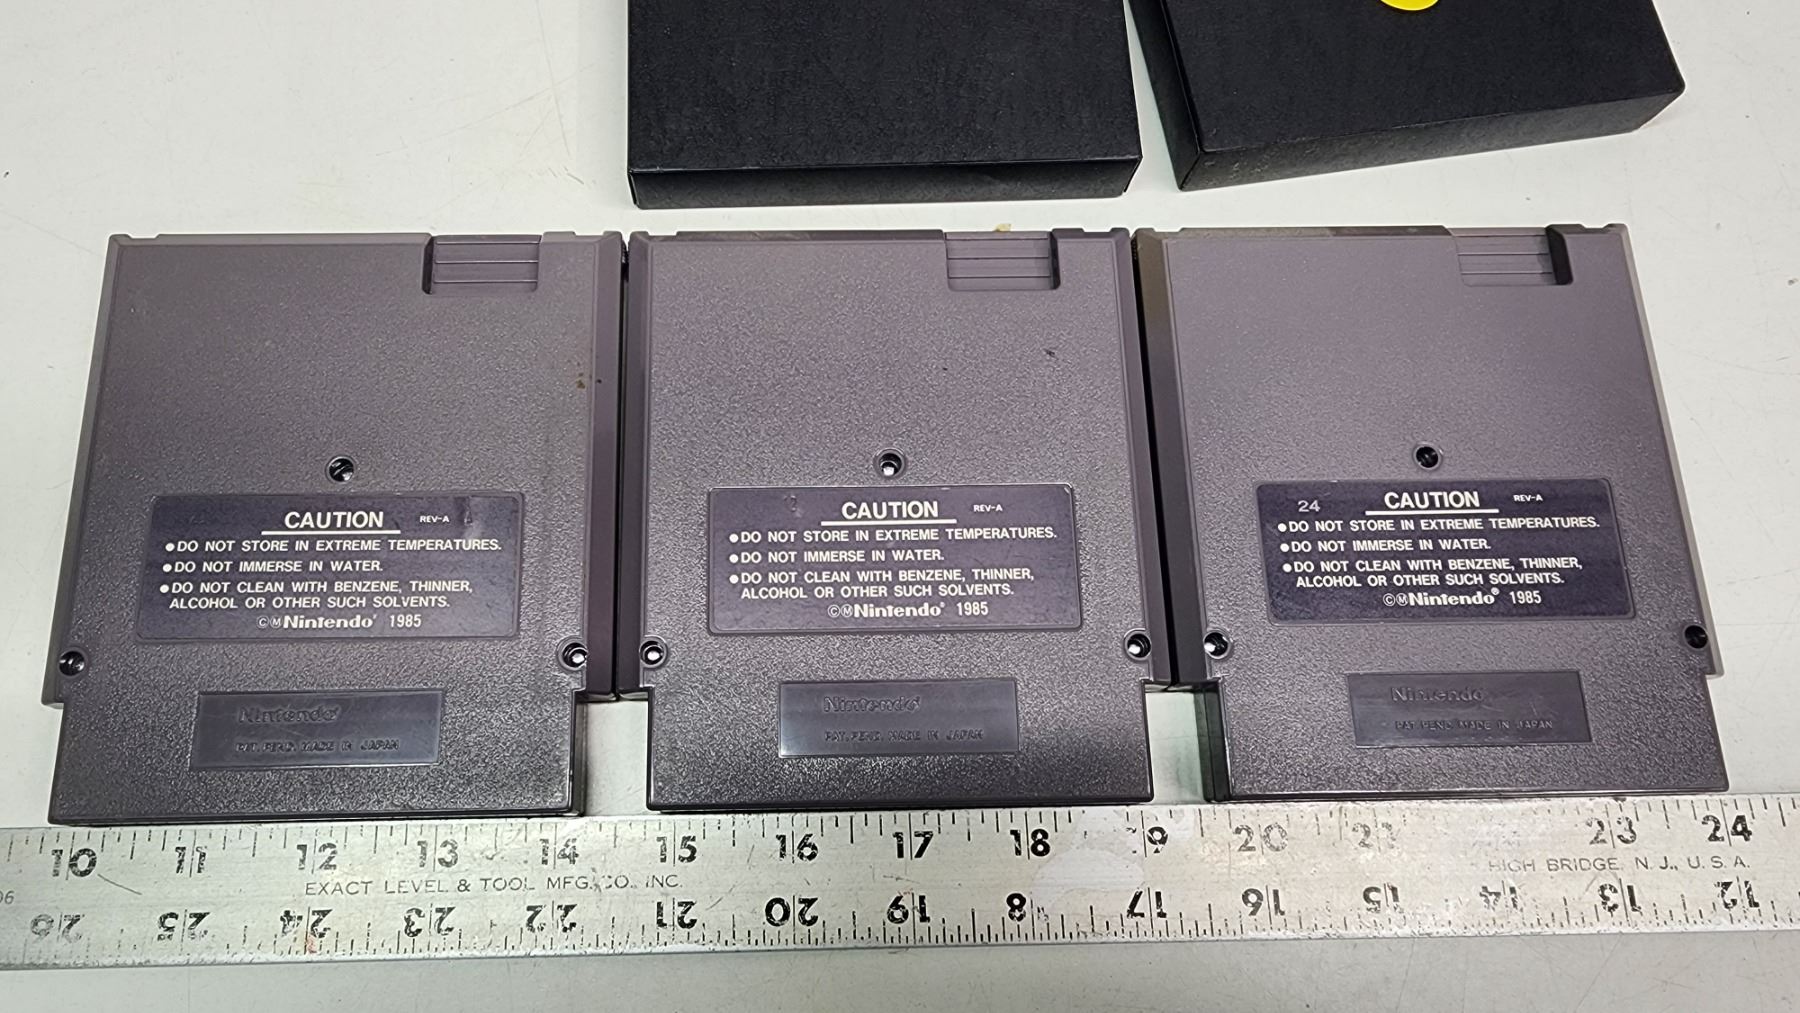 CAUTION REV-A
●DO NOT STORE IN EXTREME TEMPERATURES.
●DO NOT IMMERSE IN WATER.
●DO NOT CLEAN WITH BENZENE, THINNER,
ALCOHOL OR OTHER SUCH SOLVENTS.
©Ⓜ Nintendo® 1985
Nintendo®
PAT. PEND. MADE IN JAPAN
CAUTION REV-A
●DO NOT STORE IN EXTREME TEMPERATURES.
●DO NOT IMMERSE IN WATER.
●DO NOT CLEAN WITH BENZENE, THINNER,
ALCOHOL OR OTHER SUCH SOLVENTS.
©Ⓜ Nintendo® 1985
Nintendo®
PAT. PEND. MADE IN JAPAN
24 CAUTION REV-A
●DO NOT STORE IN EXTREME TEMPERATURES.
●DO NOT IMMERSE IN WATER.
●DO NOT CLEAN WITH BENZENE, THINNER,
ALCOHOL OR OTHER SUCH SOLVENTS.
©Ⓜ Nintendo® 1985
Nintendo
PAT. PEND. MADE IN JAPAN
10 11 12 13 14 15 16 17 18 19 20 21 23 24
EXACT LEVEL & TOOL MFG. CO., INC. HIGH BRIDGE, N. J., U. S. A.
26 25 24 23 22 21 20 19 18 17 16 15 14 13 12